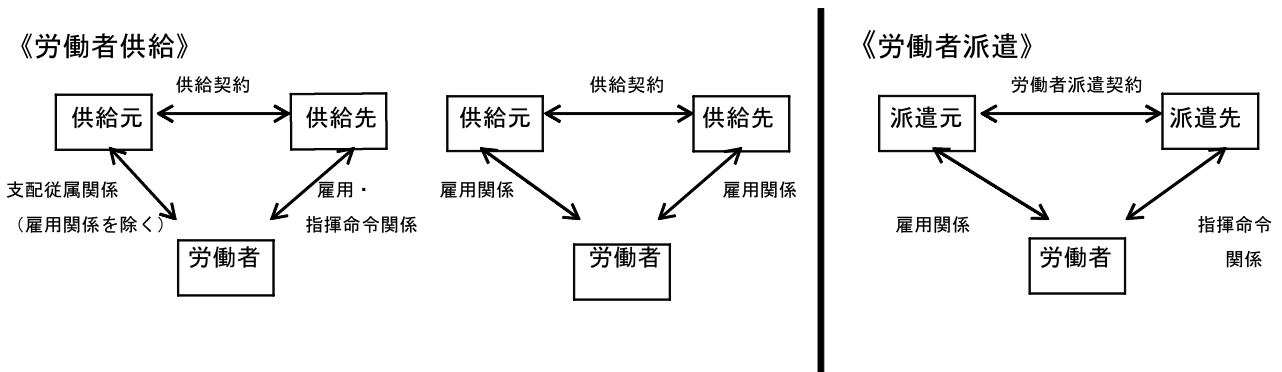 《労働者供給》
供給契約
供給元
供給先
支配従属関係
(雇用関係を除く)
雇用・
指揮命令関係
労働者
供給契約
供給元
供給先
雇用関係
雇用関係
労働者
《労働者派遣》
労働者派遣契約
派遣元
派遣先
雇用関係
指揮命令
関係
労働者